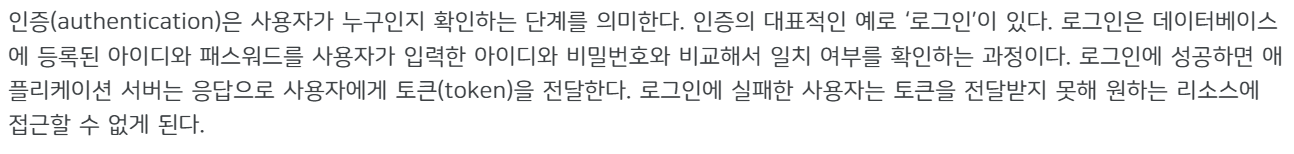 인증(authentication)은 사용자가 누구인지 확인하는 단계를 의미한다. 인증의 대표적인 예로 ‘로그인’이 있다. 로그인은 데이터베이스
에 등록된 아이디와 패스워드를 사용자가 입력한 아이디와 비밀번호와 비교해서 일치 여부를 확인하는 과정이다. 로그인에 성공하면 애
플리케이션 서버는 응답으로 사용자에게 토큰(token)을 전달한다. 로그인에 실패한 사용자는 토큰을 전달받지 못해 원하는 리소스에
접근할 수 없게 된다.